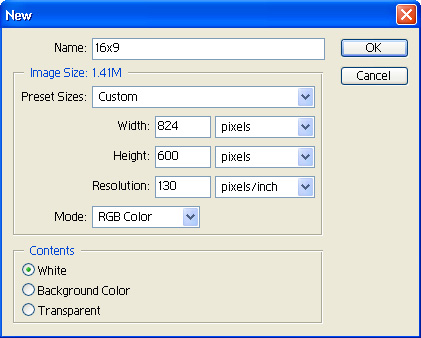 New
Name: 16x9
OK
Image Size: 1.41M
Cancel
Preset Sizes: Custom
Width: 824 pixels
Height: 600 pixels
Resolution: 130 pixels/inch
Mode: RGB Color
Contents
White
Background Color
Transparent